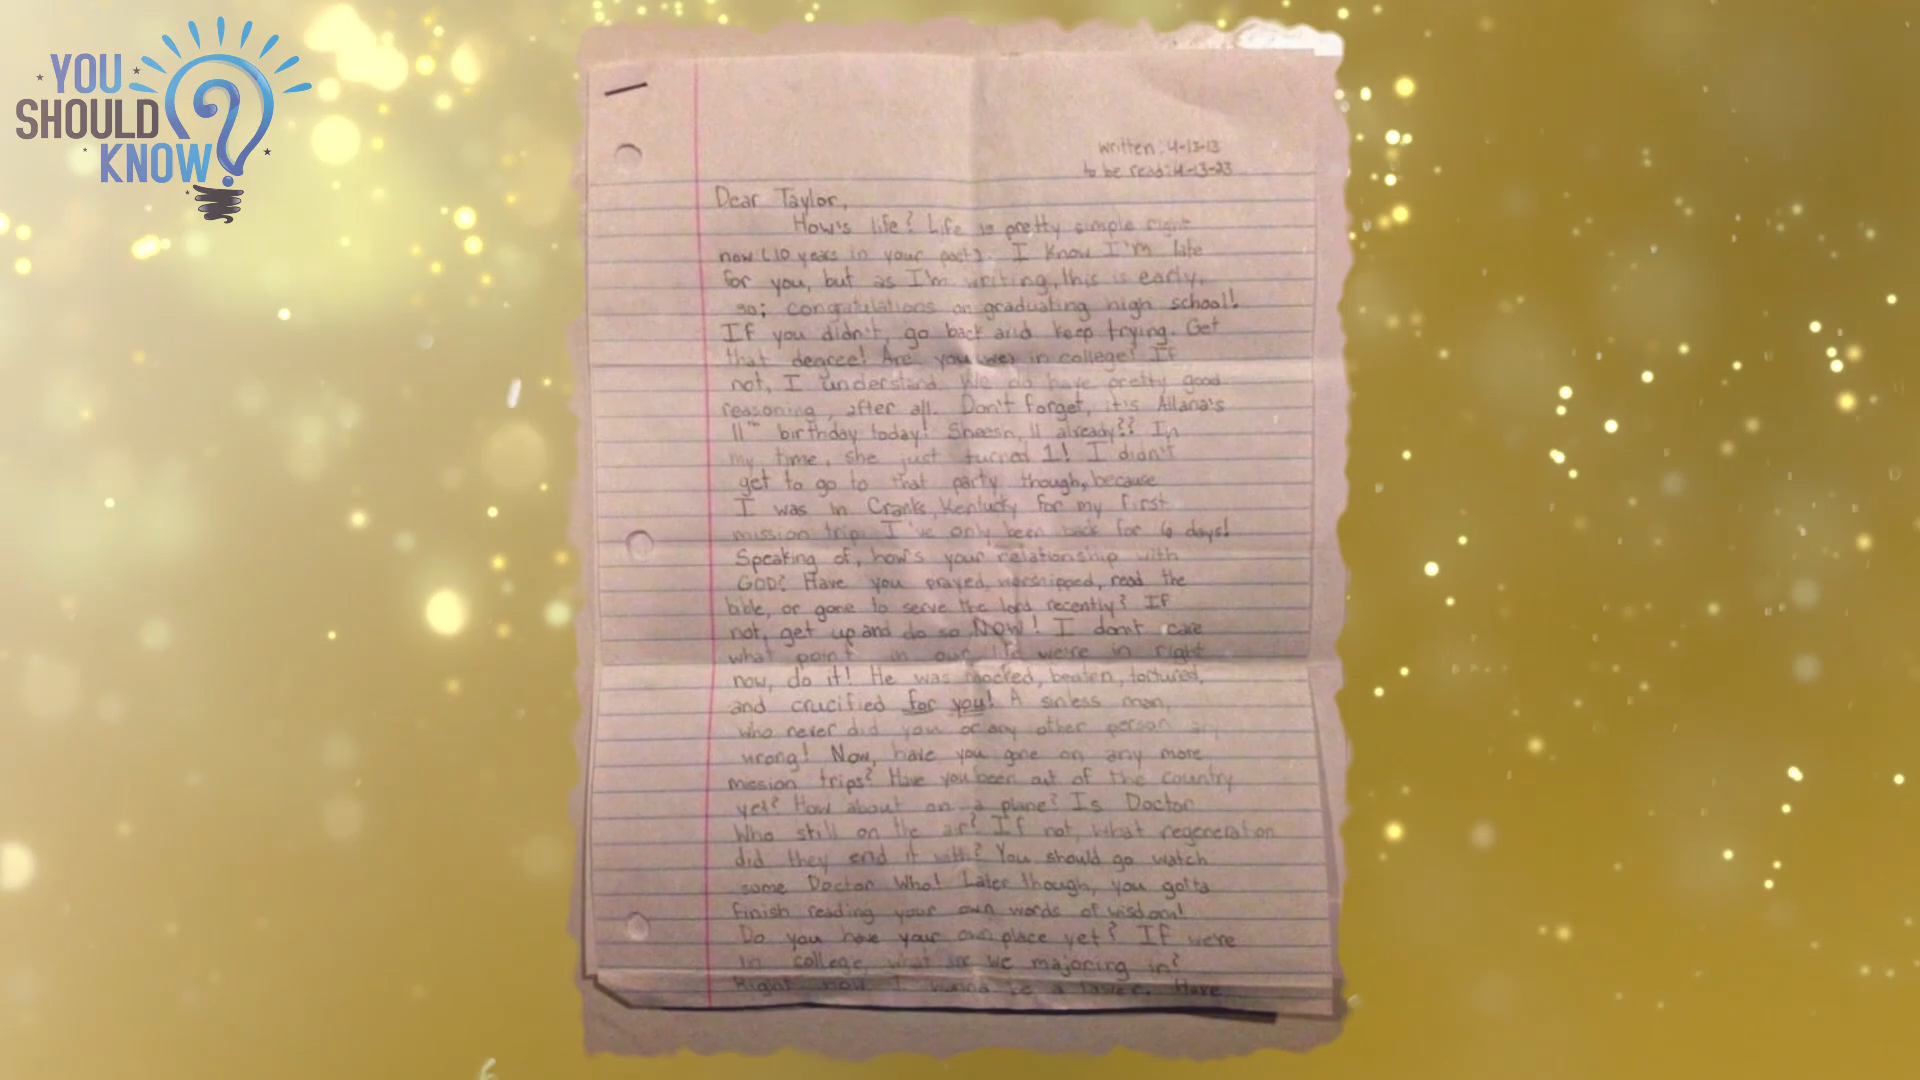 YOU
SHOULD
KNOW
written: 4-13-13
to be read: 4-13-23
Dear Taylor,
How's life? Life is pretty simple right
now (10 years in your past). I know I'm late
for you, but as I'm writing, this is early,
so; congratulations on graduating high school!
If you didn't, go back and keep trying. Get
that degree! Are you in college? If
not, I understand. We do have pretty good
reasoning, after all. Don't forget, it's Allana's
11th birthday today! Sheesh, 11 already?? In
my time, she just turned 1! I didn't
get to go to that party though, because
I was in Cranks, Kentucky for my first
mission trip. I've only been back for 6 days!
Speaking of, how's your relationship with
GOD? Have you prayed, worshipped, read the
bible, or gone to serve the lord recently? If
not, get up and do so NOW! I don't care
what point in our life we're in right
now, do it! He was mocked, beaten, tortured,
and crucified for you! A sinless man,
who never did you or any other person any
wrong! Now, have you gone on any more
mission trips? Have you been out of the country
yet? How about on a plane? Is Doctor
Who still on the air? If not, what regeneration
did they end it with? You should go watch
some Doctor Who! Later though, you gotta
finish reading your own words of wisdom!
Do you have your own place yet? If we're
in college, what are we majoring in?
Right now I wanna be a lawyer. Have